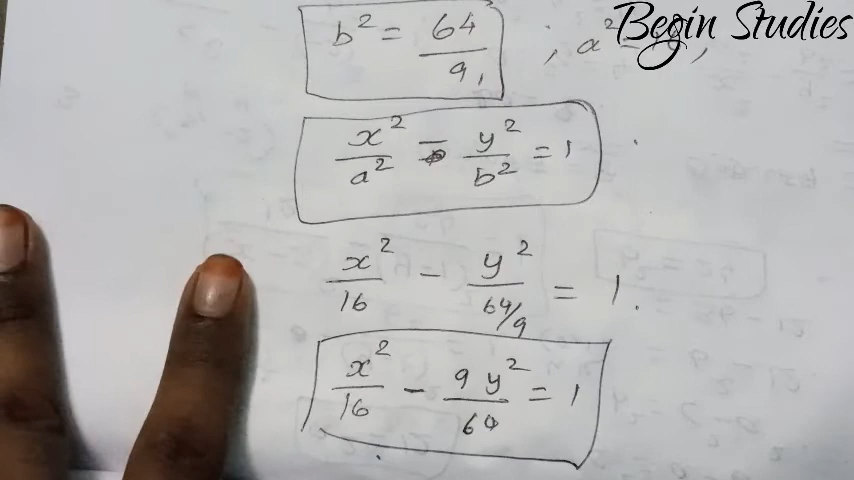 Begin Studies
b² = 64/9, ; a² =
x²/a² - y²/b² = 1
x²/16 - y²/64/9 = 1.
x²/16 - 9y²/64 = 1